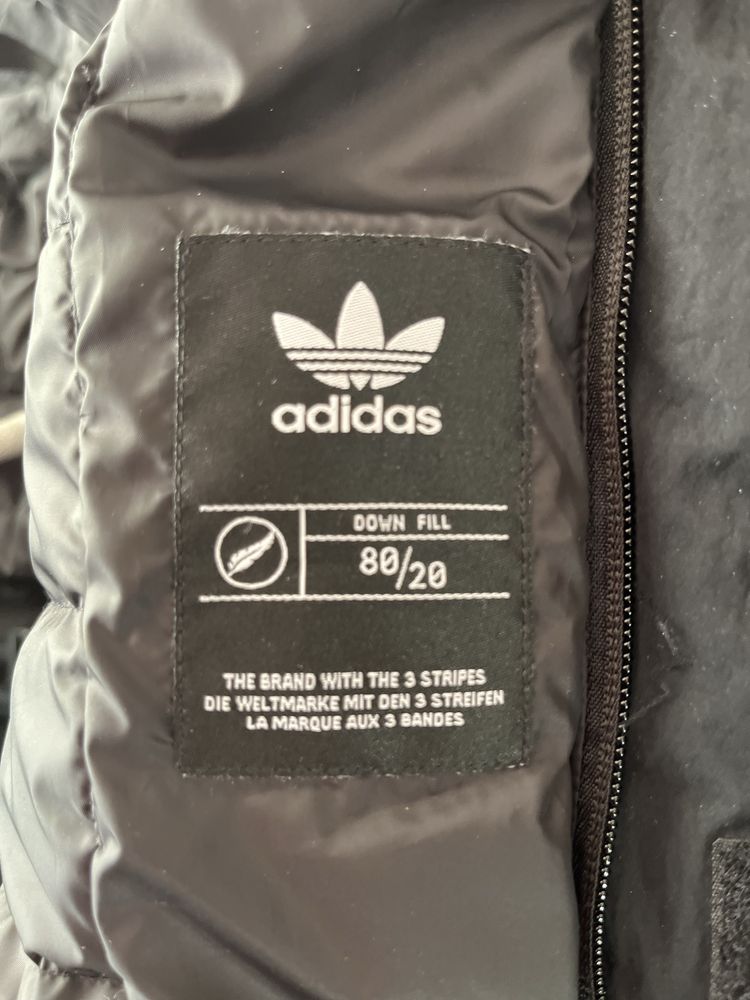 adidas
DOWN FILL
80/20
THE BRAND WITH THE 3 STRIPES
DIE WELTMARKE MIT DEN 3 STREIFEN
LA MARQUE AUX 3 BANDES